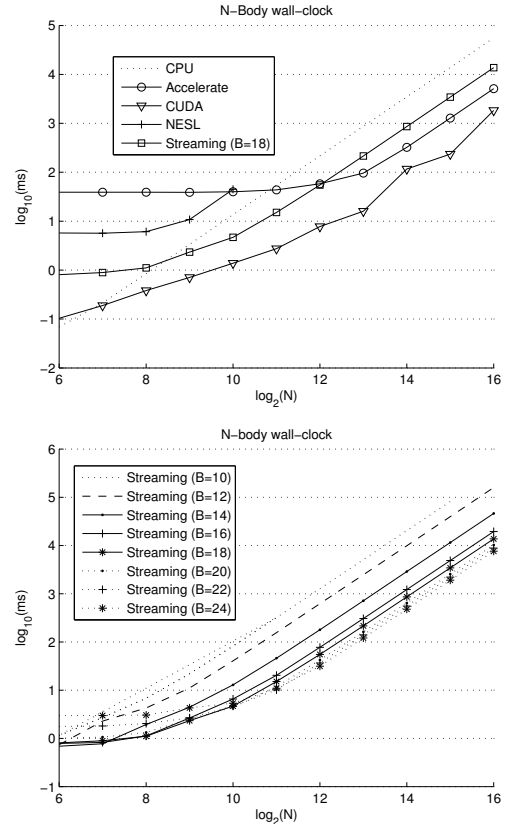 N-Body wall-clock
6
5
4
3
2
1
0
−1
−2
log10(ms)
CPU
Accelerate
CUDA
NESL
Streaming (B=18)
6 8 10 12 14 16
log2(N)
N-body wall-clock
6
5
4
3
2
1
0
−1
log10(ms)
Streaming (B=10)
Streaming (B=12)
Streaming (B=14)
Streaming (B=16)
Streaming (B=18)
Streaming (B=20)
Streaming (B=22)
Streaming (B=24)
6 8 10 12 14 16
log2(N)